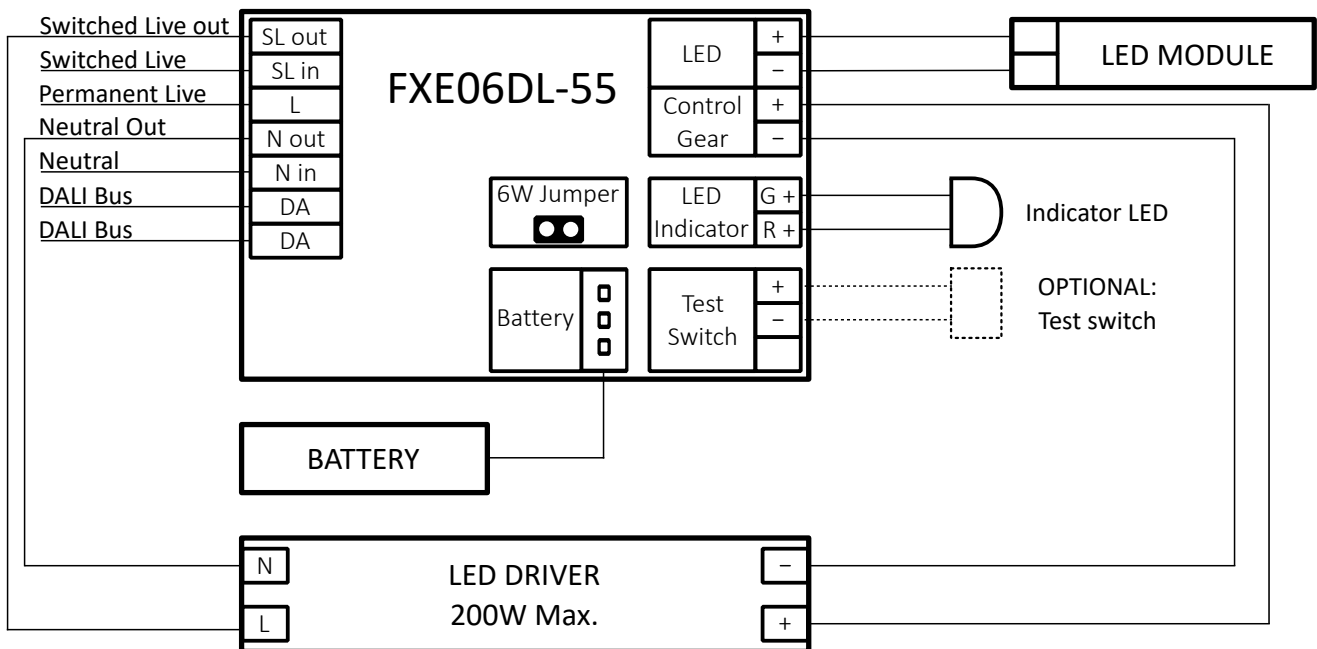 Switched Live out
Switched Live
Permanent Live
Neutral Out
Neutral
DALI Bus
DALI Bus
SL out
SL in
L
N out
N in
DA
DA
FXE06DL-55
LED
+
−
Control
Gear
+
−
LED MODULE
6W Jumper
LED
Indicator
G +
R +
Indicator LED
Battery
Test
Switch
+
−
OPTIONAL:
Test switch
BATTERY
N
L
LED DRIVER
200W Max.
−
+